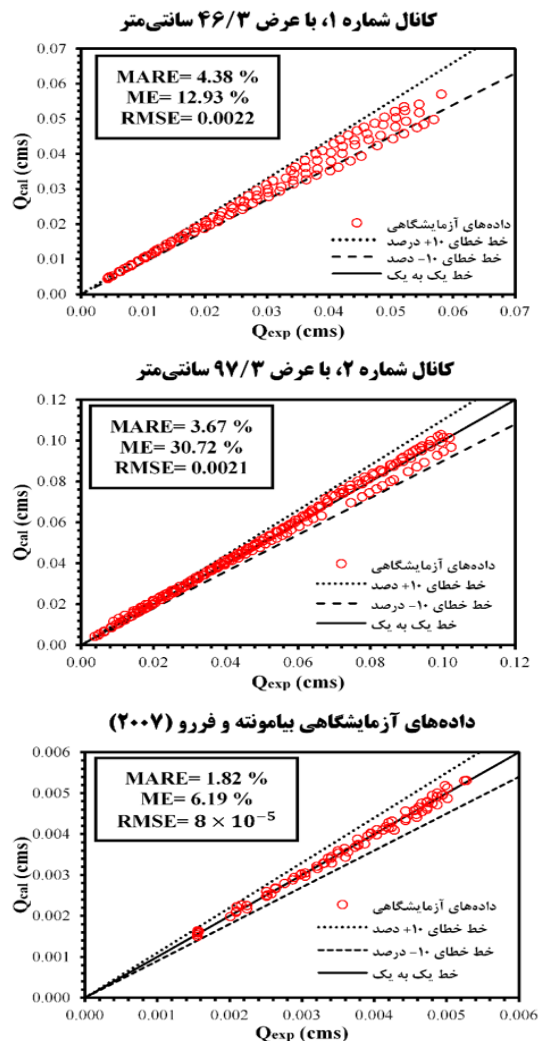 کانال شماره ۱، با عرض ۴۶/۳ سانتی‌متر
MARE= 4.38 %
ME= 12.93 %
RMSE= 0.0022
Qcal (cms)
0.07
0.06
0.05
0.04
0.03
0.02
0.01
0.00
داده‌های آزمایشگاهی
خط خطای ۱۰+ درصد
خط خطای ۱۰- دصد
خط یک به یک
0.00 0.01 0.02 0.03 0.04 0.05 0.06 0.07
Qexp (cms)
کانال شماره ۲، با عرض ۹۷/۳ سانتی‌متر
MARE= 3.67 %
ME= 30.72 %
RMSE= 0.0021
Qcal (cms)
0.12
0.10
0.08
0.06
0.04
0.02
0.00
داده‌های آزمایشگاهی
خط خطای ۱۰+ دصد
خط خطای ۱۰- درصد
خط یک به یک
0.00 0.02 0.04 0.06 0.08 0.10 0.12
Qexp (cms)
داده‌های آزمایشگاهی بیامونته و فررو (۲۰۰۷)
MARE= 1.82 %
ME= 6.19 %
RMSE= 8 × 10⁻⁵
Qcal (cms)
0.006
0.005
0.004
0.003
0.002
0.001
0.000
داده‌های آزمایشگاهی
خط خطای ۱۰+ دصد
خط خطای ۱۰- درصد
خط یک به یک
0.000 0.001 0.002 0.003 0.004 0.005 0.006
Qexp (cms)